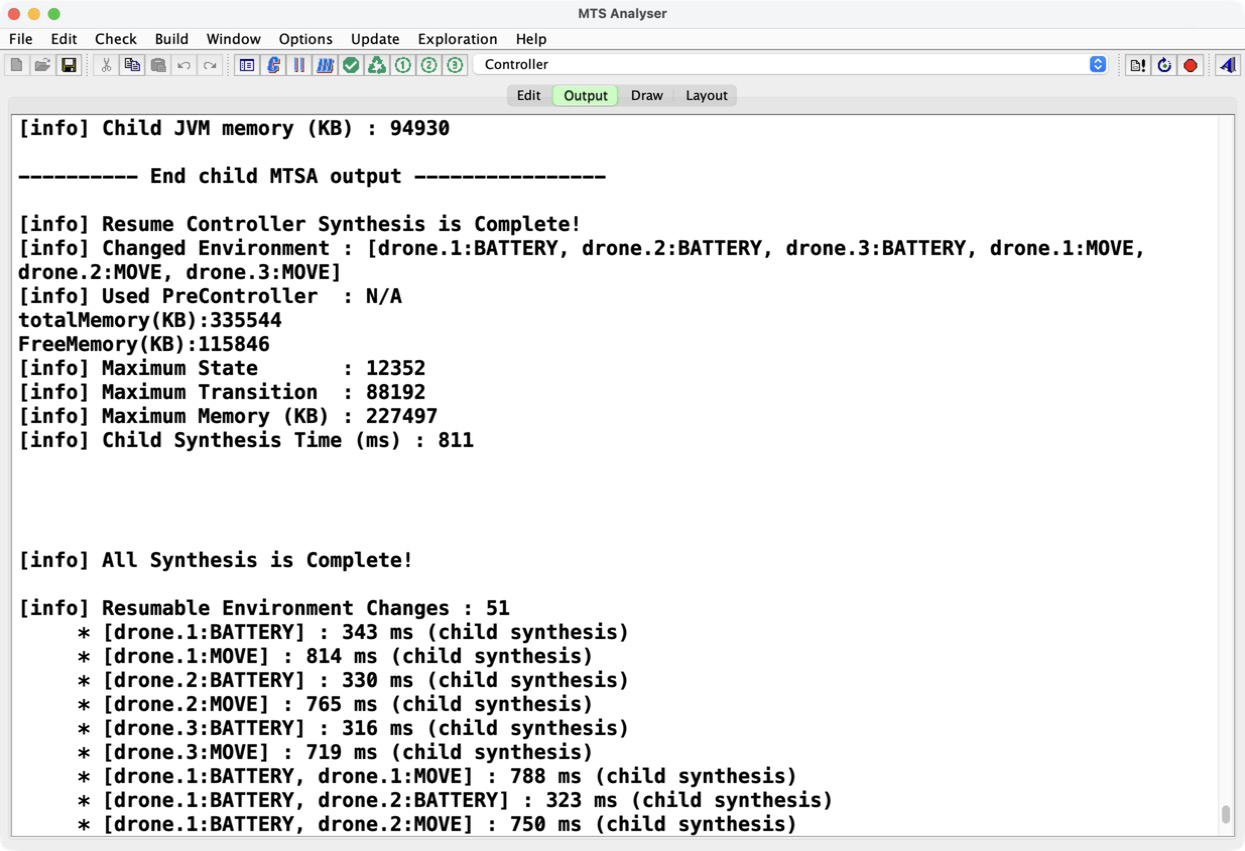 MTS Analyser
File Edit Check Build Window Options Update Exploration Help
Controller
Edit Output Draw Layout
[info] Child JVM memory (KB) : 94930
---------- End child MTSA output ----------------
[info] Resume Controller Synthesis is Complete!
[info] Changed Environment : [drone.1:BATTERY, drone.2:BATTERY, drone.3:BATTERY, drone.1:MOVE,
drone.2:MOVE, drone.3:MOVE]
[info] Used PreController  : N/A
totalMemory(KB):335544
FreeMemory(KB):115846
[info] Maximum State       : 12352
[info] Maximum Transition  : 88192
[info] Maximum Memory (KB) : 227497
[info] Child Synthesis Time (ms) : 811
[info] All Synthesis is Complete!
[info] Resumable Environment Changes : 51
* [drone.1:BATTERY] : 343 ms (child synthesis)
* [drone.1:MOVE] : 814 ms (child synthesis)
* [drone.2:BATTERY] : 330 ms (child synthesis)
* [drone.2:MOVE] : 765 ms (child synthesis)
* [drone.3:BATTERY] : 316 ms (child synthesis)
* [drone.3:MOVE] : 719 ms (child synthesis)
* [drone.1:BATTERY, drone.1:MOVE] : 788 ms (child synthesis)
* [drone.1:BATTERY, drone.2:BATTERY] : 323 ms (child synthesis)
* [drone.1:BATTERY, drone.2:MOVE] : 750 ms (child synthesis)